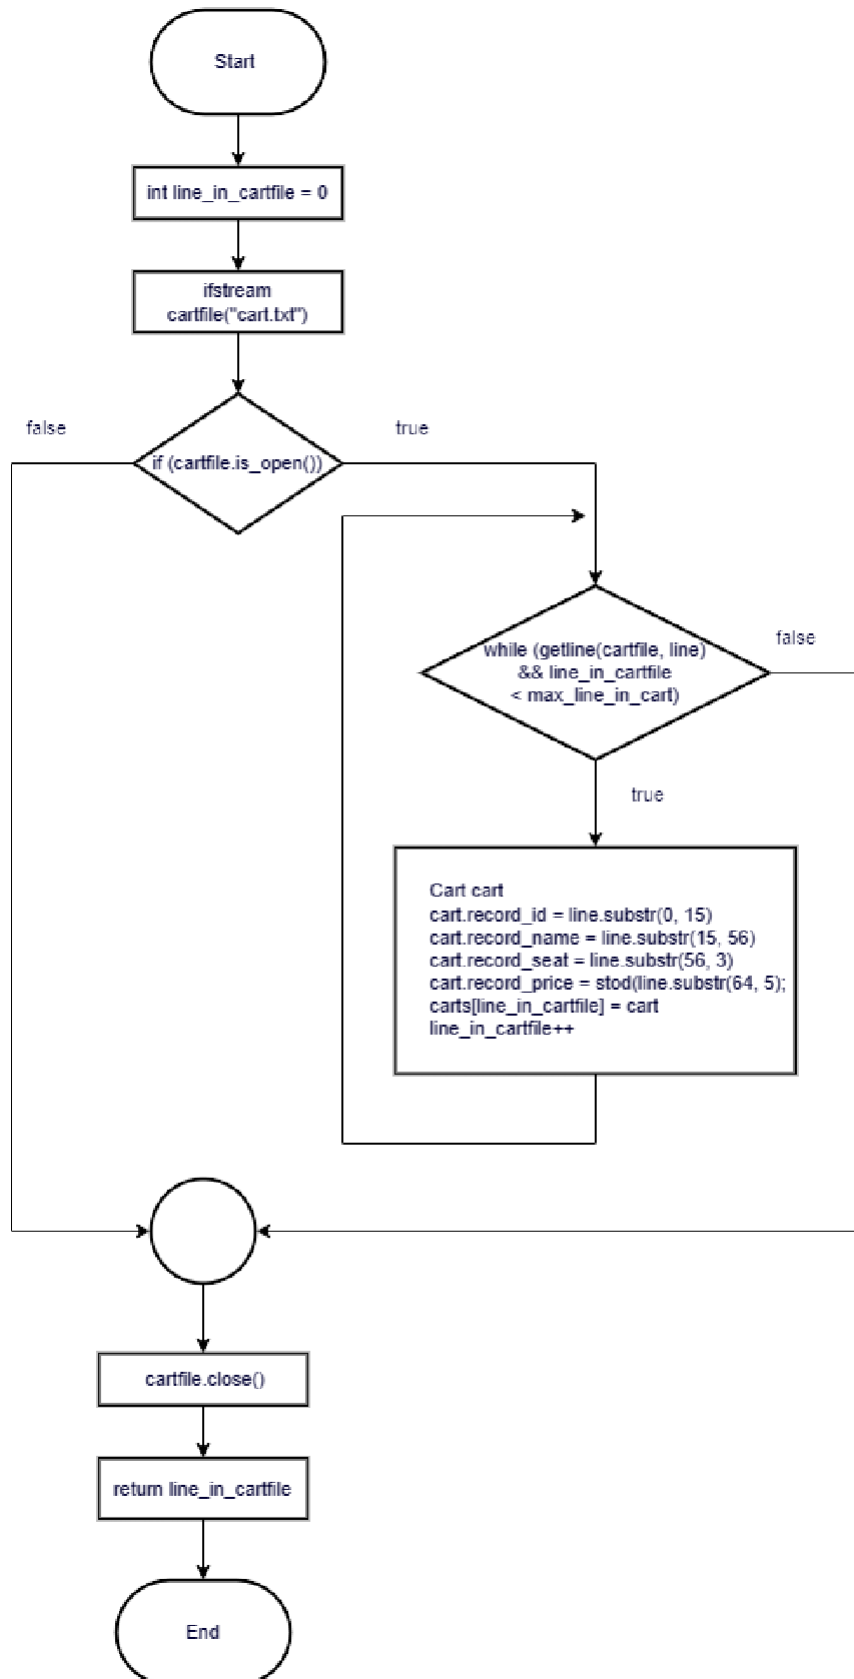 Start
int line_in_cartfile = 0
ifstream
cartfile("cart.txt")
false
true
if (cartfile.is_open())
while (getline(cartfile, line)
&& line_in_cartfile
< max_line_in_cart)
false
true
Cart cart
cart.record_id = line.substr(0, 15)
cart.record_name = line.substr(15, 56)
cart.record_seat = line.substr(56, 3)
cart.record_price = stod(line.substr(64, 5);
carts[line_in_cartfile] = cart
line_in_cartfile++
cartfile.close()
return line_in_cartfile
End